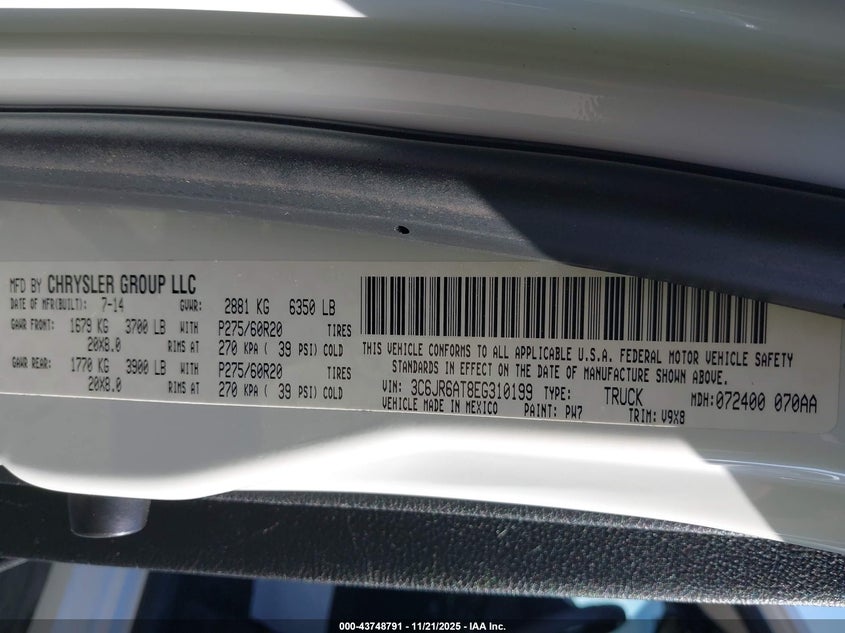 MFD BY CHRYSLER GROUP LLC
DATE OF MFR(BUILT): 7-14 GVWR: 2881 KG 6350 LB
GAWR FRONT: 1679 KG 3700 LB WITH P275/60R20 TIRES
20X8.0 RIMS AT 270 KPA ( 39 PSI) COLD
GAWR REAR: 1770 KG 3900 LB WITH P275/60R20 TIRES
20X8.0 RIMS AT 270 KPA ( 39 PSI) COLD
THIS VEHICLE CONFORMS TO ALL APPLICABLE U.S.A. FEDERAL MOTOR VEHICLE SAFETY
STANDARDS IN EFFECT ON THE DATE OF MANUFACTURE SHOWN ABOVE.
VIN: 3C6JR6AT8EG310199 TYPE: TRUCK MDH: 072400 070AA
VEHICLE MADE IN MEXICO PAINT: PW7 TRIM: V9X8
000-43748791 - 11/21/2025 - IAA Inc.